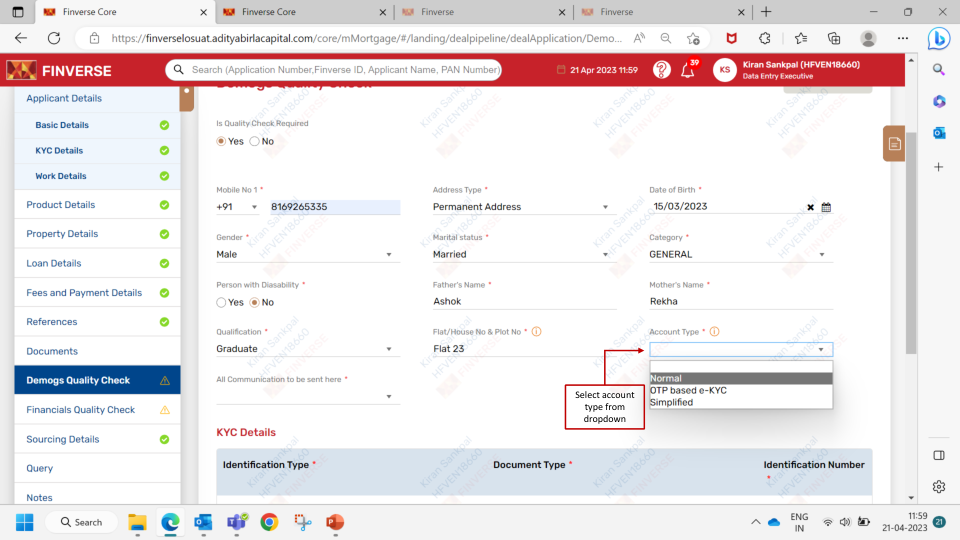 Finverse Core
Finverse Core
Finverse
Finverse
https://finverselosuat.adityabirlacapital.com/core/mMortgage/#/landing/dealpipeline/dealApplication/Demo...
FINVERSE
Search (Application Number,Finverse ID, Applicant Name, PAN Number)
21 Apr 2023 11:59
39
KS
Kiran Sankpal (HFVEN18660)
Data Entry Executive
Applicant Details
Basic Details
KYC Details
Work Details
Product Details
Property Details
Loan Details
Fees and Payment Details
References
Documents
Demogs Quality Check
Financials Quality Check
Sourcing Details
Query
Notes
Demogs Quality Check
Is Quality Check Required
Yes No
Mobile No 1 *
Address Type *
Date of Birth *
+91 8169265335
Permanent Address
15/03/2023
Gender *
Marital status *
Category *
Male
Married
GENERAL
Person with Diasability *
Father's Name *
Mother's Name *
Yes No
Ashok
Rekha
Qualification *
Flat/House No & Plot No *
Account Type *
Graduate
Flat 23
Normal
OTP based e-KYC
Simplified
All Communication to be sent here *
Select account
type from
dropdown
KYC Details
Identification Type *
Document Type *
Identification Number
*
Kiran Sankpal
HFVEN18660
FINVERSE
Search
ENG
IN
11:59
21-04-2023
21